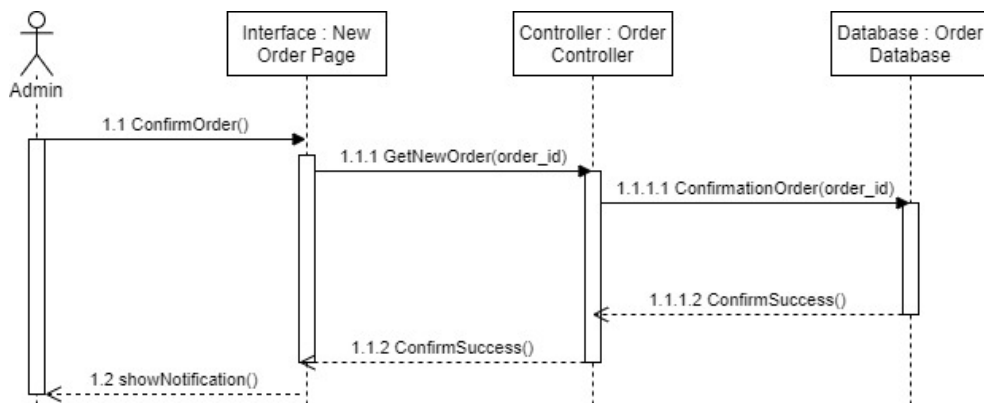 Interface : New
Order Page
Controller : Order
Controller
Database : Order
Database
Admin
1.1 ConfirmOrder()
1.1.1 GetNewOrder(order_id)
1.1.1.1 ConfirmationOrder(order_id)
1.1.1.2 ConfirmSuccess()
1.1.2 ConfirmSuccess()
1.2 showNotification()